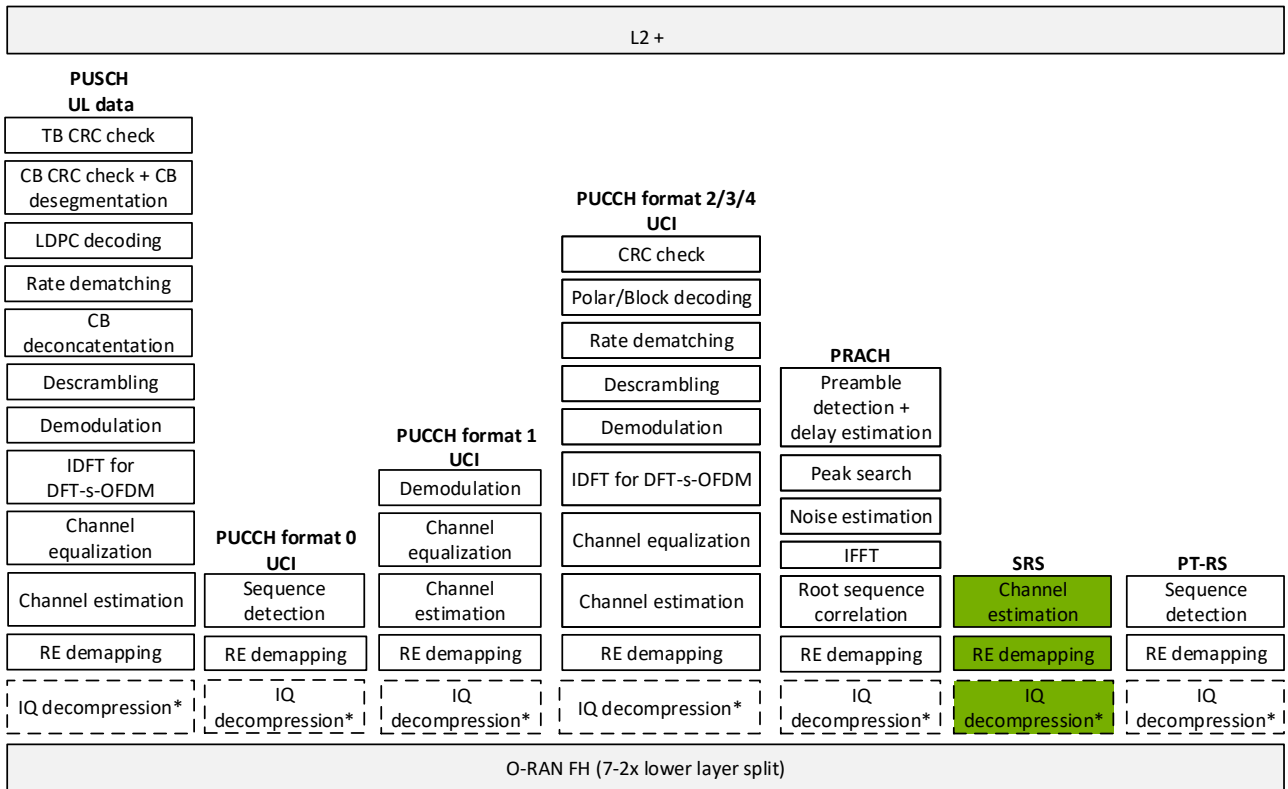 L2 +
PUSCH
UL data
TB CRC check
CB CRC check + CB
desegmentation
LDPC decoding
Rate dematching
CB
deconcatentation
Descrambling
Demodulation
IDFT for
DFT-s-OFDM
Channel
equalization
Channel estimation
RE demapping
IQ decompression*
PUCCH format 0
UCI
Sequence
detection
RE demapping
IQ
decompression*
PUCCH format 1
UCI
Demodulation
Channel
equalization
Channel
estimation
RE demapping
IQ
decompression*
PUCCH format 2/3/4
UCI
CRC check
Polar/Block decoding
Rate dematching
Descrambling
Demodulation
IDFT for DFT-s-OFDM
Channel equalization
Channel estimation
RE demapping
IQ decompression*
PRACH
Preamble
detection +
delay estimation
Peak search
Noise estimation
IFFT
Root sequence
correlation
RE demapping
IQ
decompression*
SRS
Channel
estimation
RE demapping
IQ
decompression*
PT-RS
Sequence
detection
RE demapping
IQ
decompression*
O-RAN FH (7-2x lower layer split)